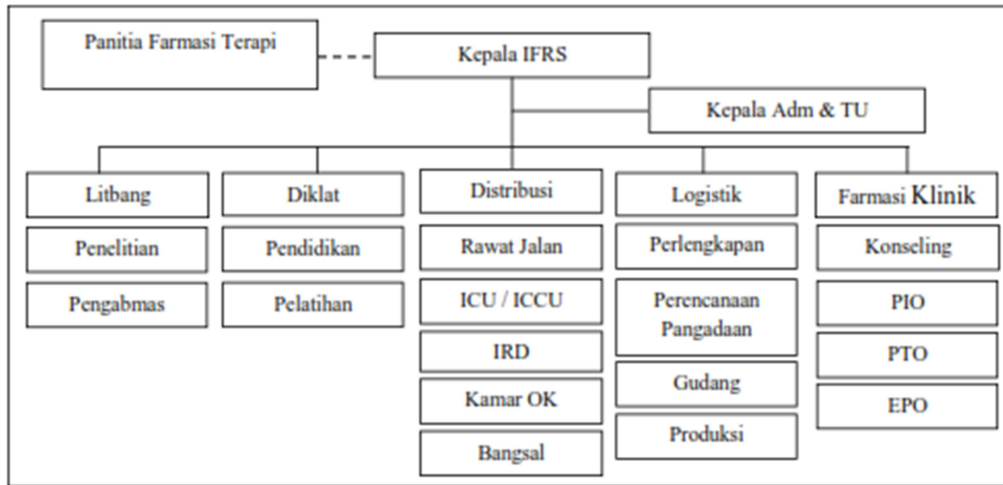 Panitia Farmasi Terapi
Kepala IFRS
Kepala Adm & TU
Litbang
Penelitian
Pengabmas
Diklat
Pendidikan
Pelatihan
Distribusi
Rawat Jalan
ICU / ICCU
IRD
Kamar OK
Bangsal
Logistik
Perlengkapan
Perencanaan
Pangadaan
Gudang
Produksi
Farmasi Klinik
Konseling
PIO
PTO
EPO